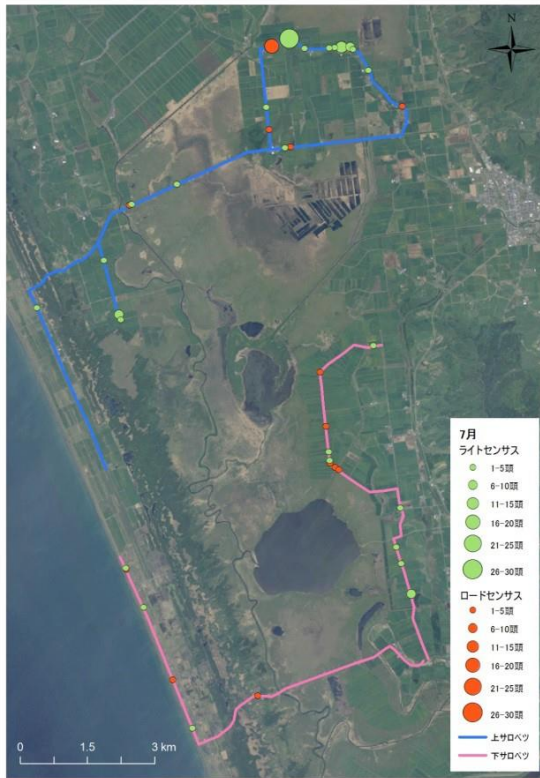 N
7月
ライトセンサス
1-5頭
6-10頭
11-15頭
16-20頭
21-25頭
26-30頭
ロードセンサス
1-5頭
6-10頭
11-15頭
16-20頭
21-25頭
26-30頭
上サロベツ
下サロベツ
0 1.5 3 km